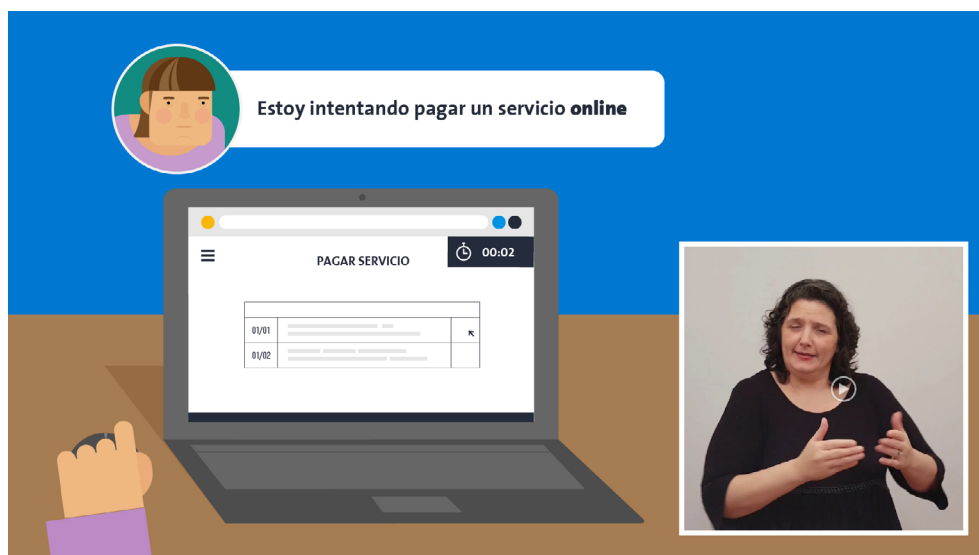 Estoy intentando pagar un servicio online
00:02
PAGAR SERVICIO
01/01
01/02